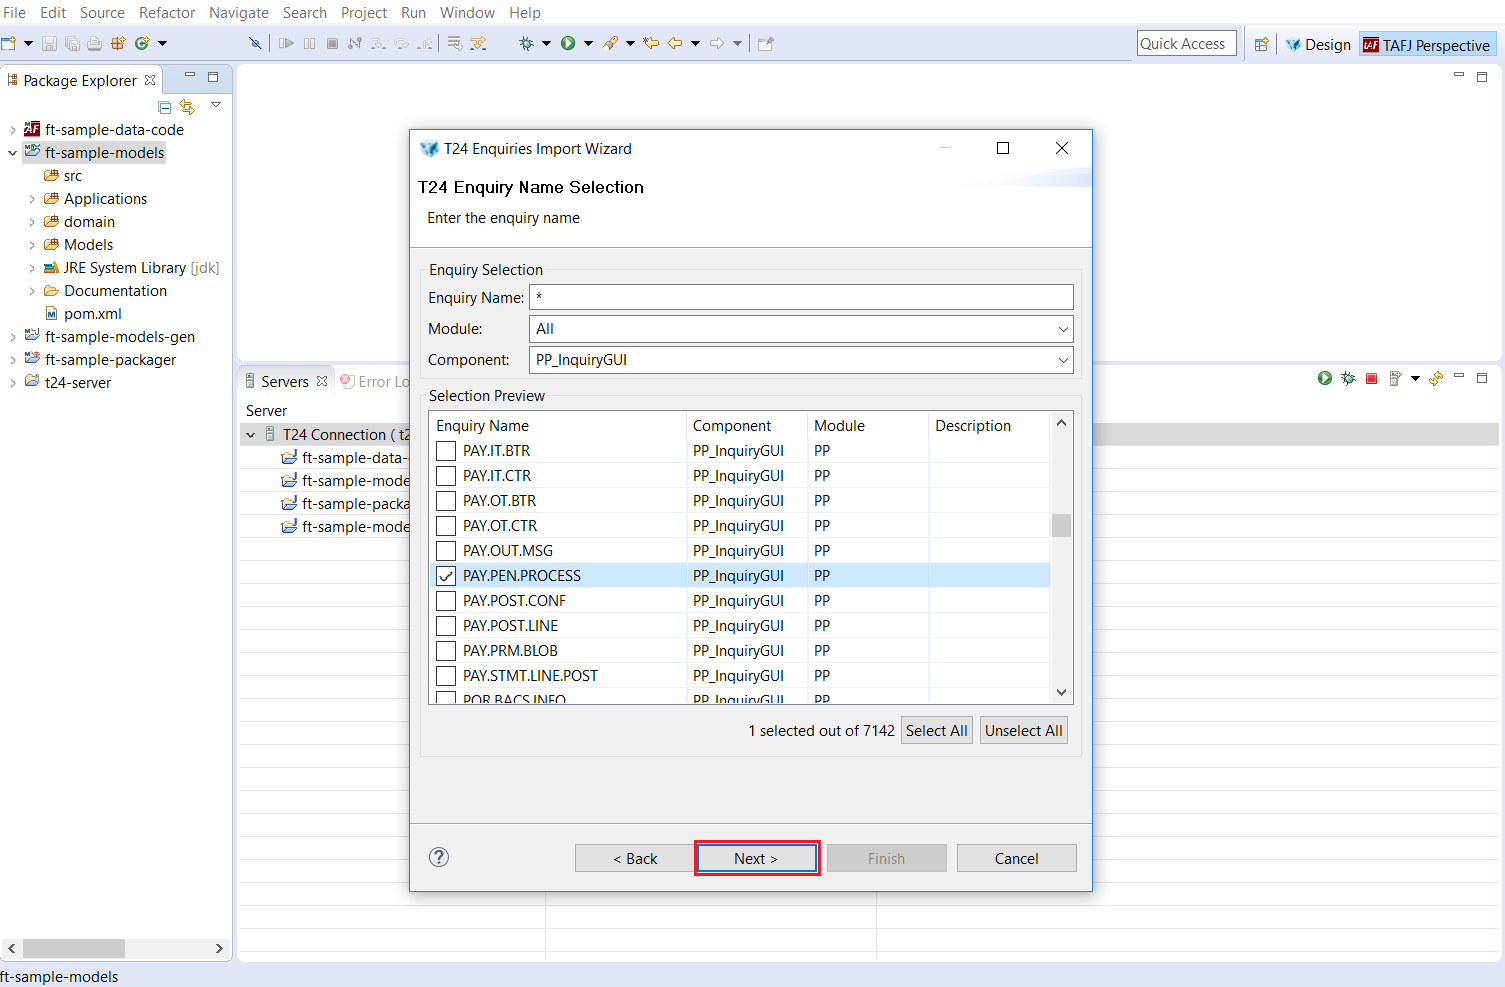 File Edit Source Refactor Navigate Search Project Run Window Help
Quick Access
Design
TAFJ Perspective
Package Explorer
ft-sample-data-code
ft-sample-models
src
Applications
domain
Models
JRE System Library [jdk]
Documentation
pom.xml
ft-sample-models-gen
ft-sample-packager
t24-server
Servers
Error Lo
Server
T24 Connection ( t2
ft-sample-data-
ft-sample-mode
ft-sample-packa
ft-sample-mode
T24 Enquiries Import Wizard
T24 Enquiry Name Selection
Enter the enquiry name
Enquiry Selection
Enquiry Name: *
Module: All
Component: PP_InquiryGUI
Selection Preview
Enquiry Name Component Module Description
PAY.IT.BTR PP_InquiryGUI PP
PAY.IT.CTR PP_InquiryGUI PP
PAY.OT.BTR PP_InquiryGUI PP
PAY.OT.CTR PP_InquiryGUI PP
PAY.OUT.MSG PP_InquiryGUI PP
PAY.PEN.PROCESS PP_InquiryGUI PP
PAY.POST.CONF PP_InquiryGUI PP
PAY.POST.LINE PP_InquiryGUI PP
PAY.PRM.BLOB PP_InquiryGUI PP
PAY.STMT.LINE.POST PP_InquiryGUI PP
POR.BACS.INFO PP_InquiryGUI PP
1 selected out of 7142 Select All Unselect All
< Back Next > Finish Cancel
ft-sample-models